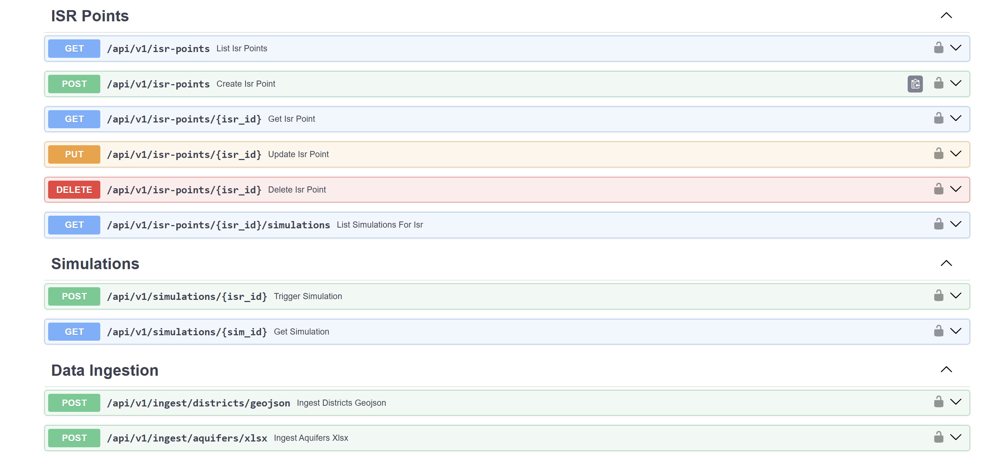 ISR Points
GET /api/v1/isr-points List Isr Points
POST /api/v1/isr-points Create Isr Point
GET /api/v1/isr-points/{isr_id} Get Isr Point
PUT /api/v1/isr-points/{isr_id} Update Isr Point
DELETE /api/v1/isr-points/{isr_id} Delete Isr Point
GET /api/v1/isr-points/{isr_id}/simulations List Simulations For Isr
Simulations
POST /api/v1/simulations/{isr_id} Trigger Simulation
GET /api/v1/simulations/{sim_id} Get Simulation
Data Ingestion
POST /api/v1/ingest/districts/geojson Ingest Districts Geojson
POST /api/v1/ingest/aquifers/xlsx Ingest Aquifers Xlsx